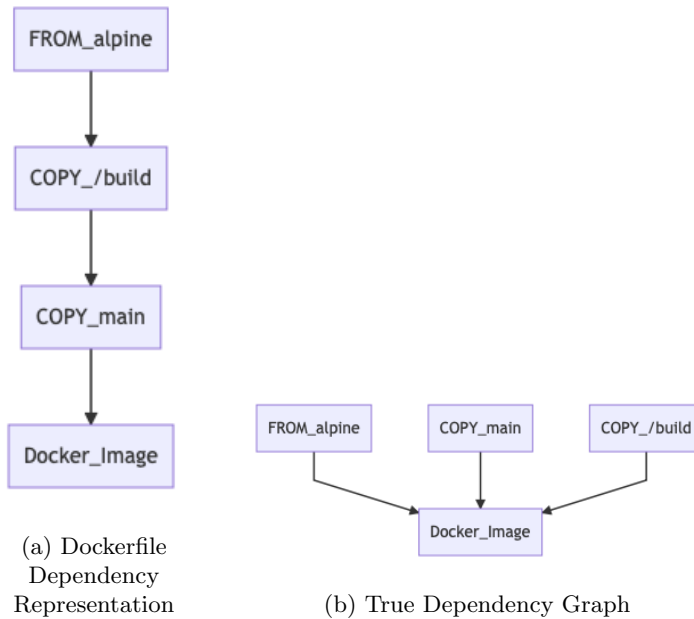 FROM_alpine
COPY_/build
COPY_main
Docker_Image
(a) Dockerfile
Dependency
Representation
FROM_alpine
COPY_main
COPY_/build
Docker_Image
(b) True Dependency Graph